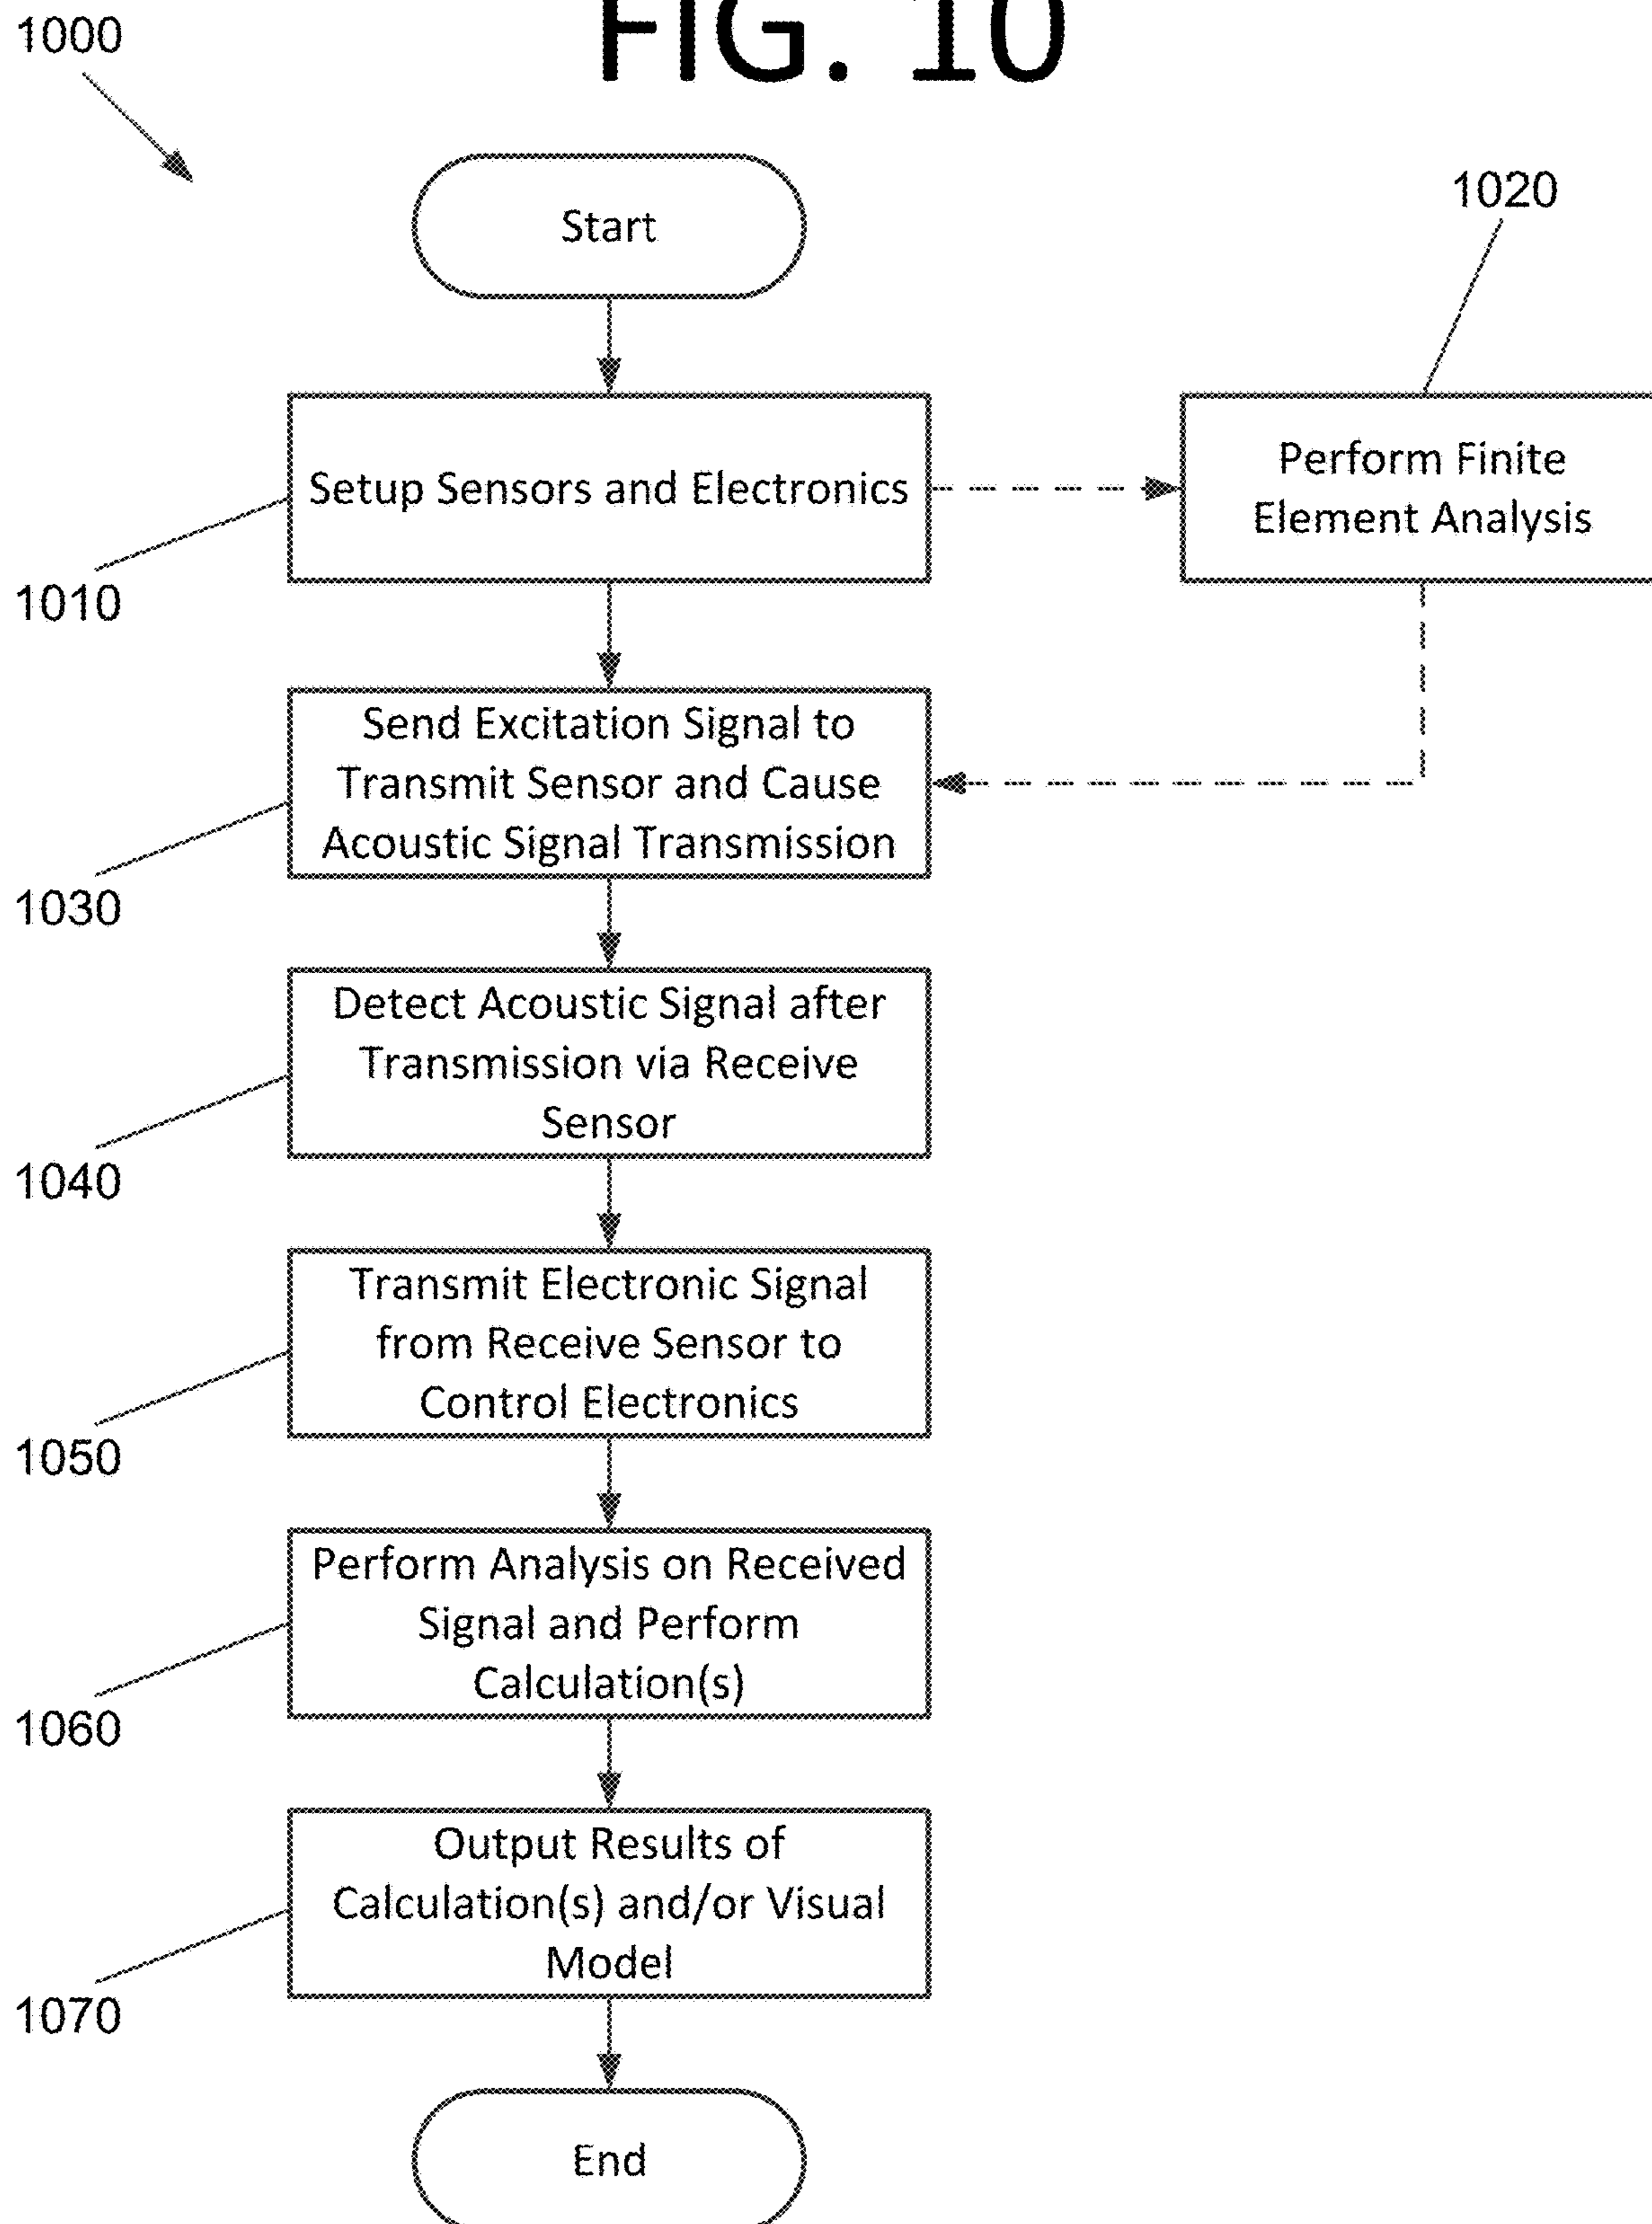 FIG. 10
1000
Start
1020
Setup Sensors and Electronics
Perform Finite
Element Analysis
1010
Send Excitation Signal to
Transmit Sensor and Cause
Acoustic Signal Transmission
1030
Detect Acoustic Signal after
Transmission via Receive
Sensor
1040
Transmit Electronic Signal
from Receive Sensor to
Control Electronics
1050
Perform Analysis on Received
Signal and Perform
Calculation(s)
1060
Output Results of
Calculation(s) and/or Visual
Model
1070
End